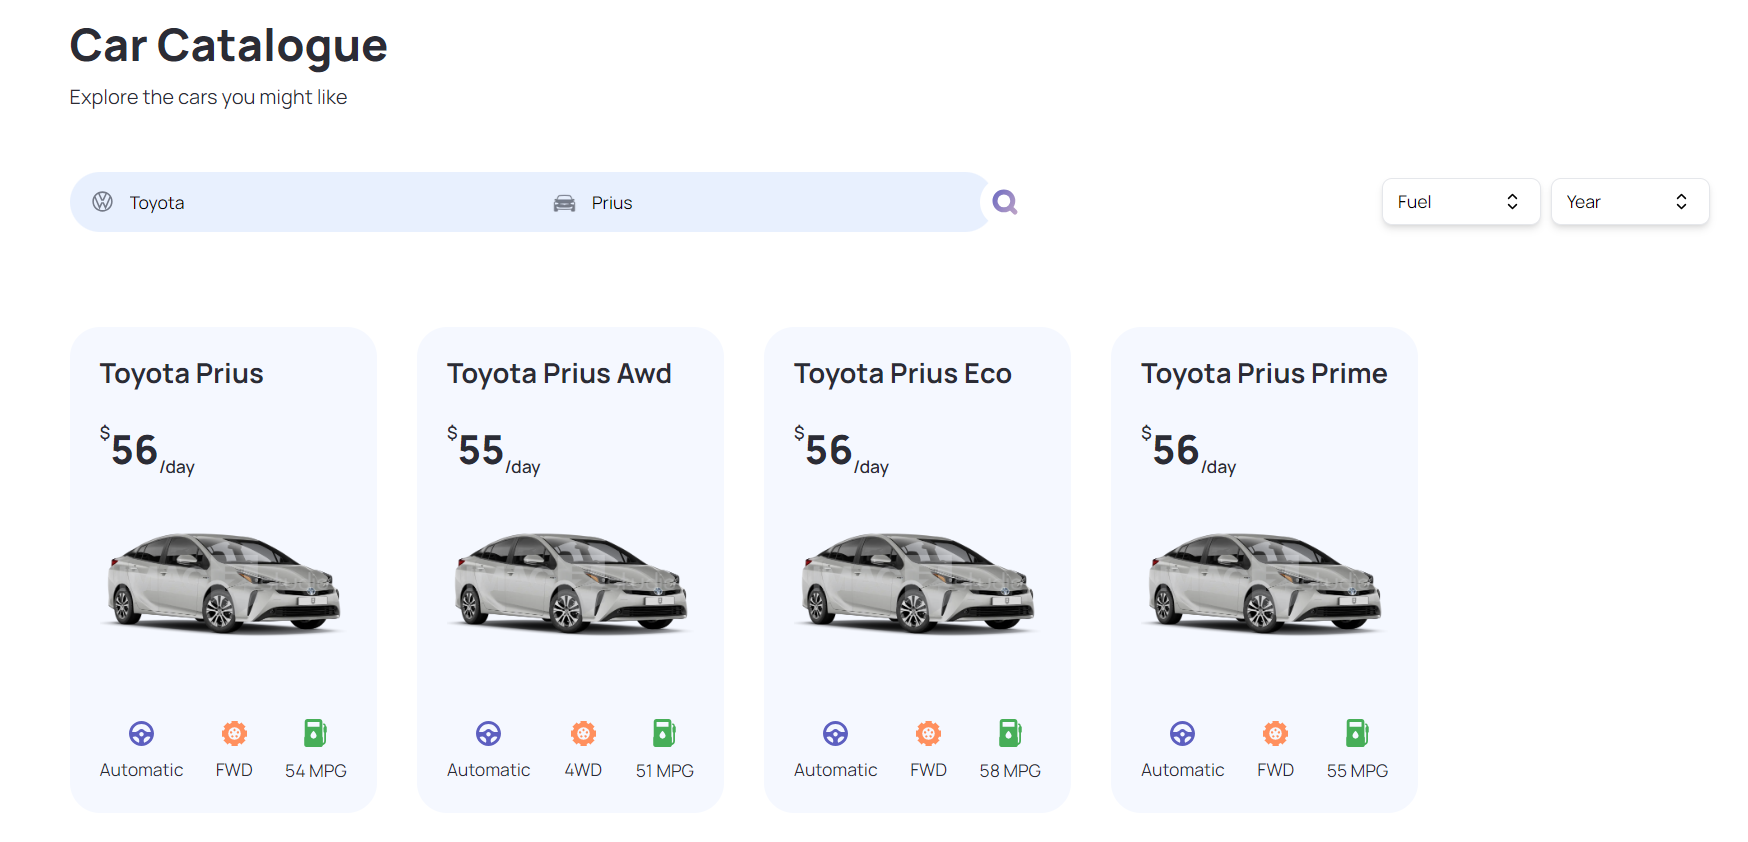 Car Catalogue
Explore the cars you might like
Toyota
Prius
Fuel
Year
Toyota Prius
$56/day
Automatic
FWD
54 MPG
Toyota Prius Awd
$55/day
Automatic
4WD
51 MPG
Toyota Prius Eco
$56/day
Automatic
FWD
58 MPG
Toyota Prius Prime
$56/day
Automatic
FWD
55 MPG